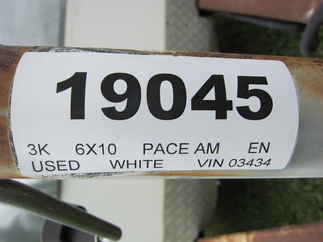 19045
3K 6X10 PACE AM EN
USED WHITE VIN 03434